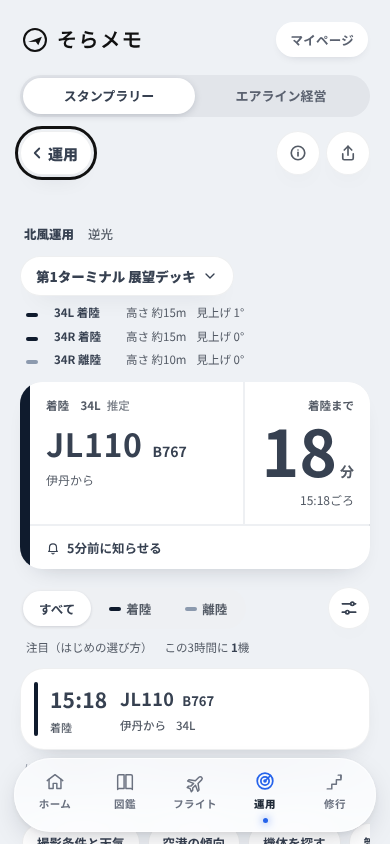 そらメモ
マイページ
スタンプラリー
エアライン経営
運用
北風運用 逆光
第1ターミナル 展望デッキ
34L 着陸 高さ 約15m 見上げ 1°
34R 着陸 高さ 約15m 見上げ 0°
34R 離陸 高さ 約10m 見上げ 0°
着陸 34L 推定
JL110 B767
伊丹から
着陸まで
18分
15:18ごろ
5分前に知らせる
すべて 着陸 離陸
注目（はじめの選び方） この3時間に 1機
15:18 JL110 B767
着陸 伊丹から 34L
ホーム 図鑑 フライト 運用 修行
撮影条件と天気 空港の傾向 機体を探す